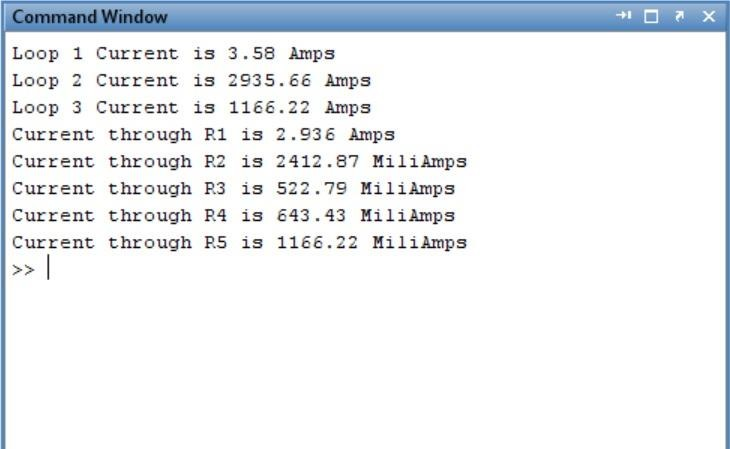 Command Window
Loop 1 Current is 3.58 Amps
Loop 2 Current is 2935.66 Amps
Loop 3 Current is 1166.22 Amps
Current through R1 is 2.936 Amps
Current through R2 is 2412.87 MiliAmps
Current through R3 is 522.79 MiliAmps
Current through R4 is 643.43 MiliAmps
Current through R5 is 1166.22 MiliAmps
>>